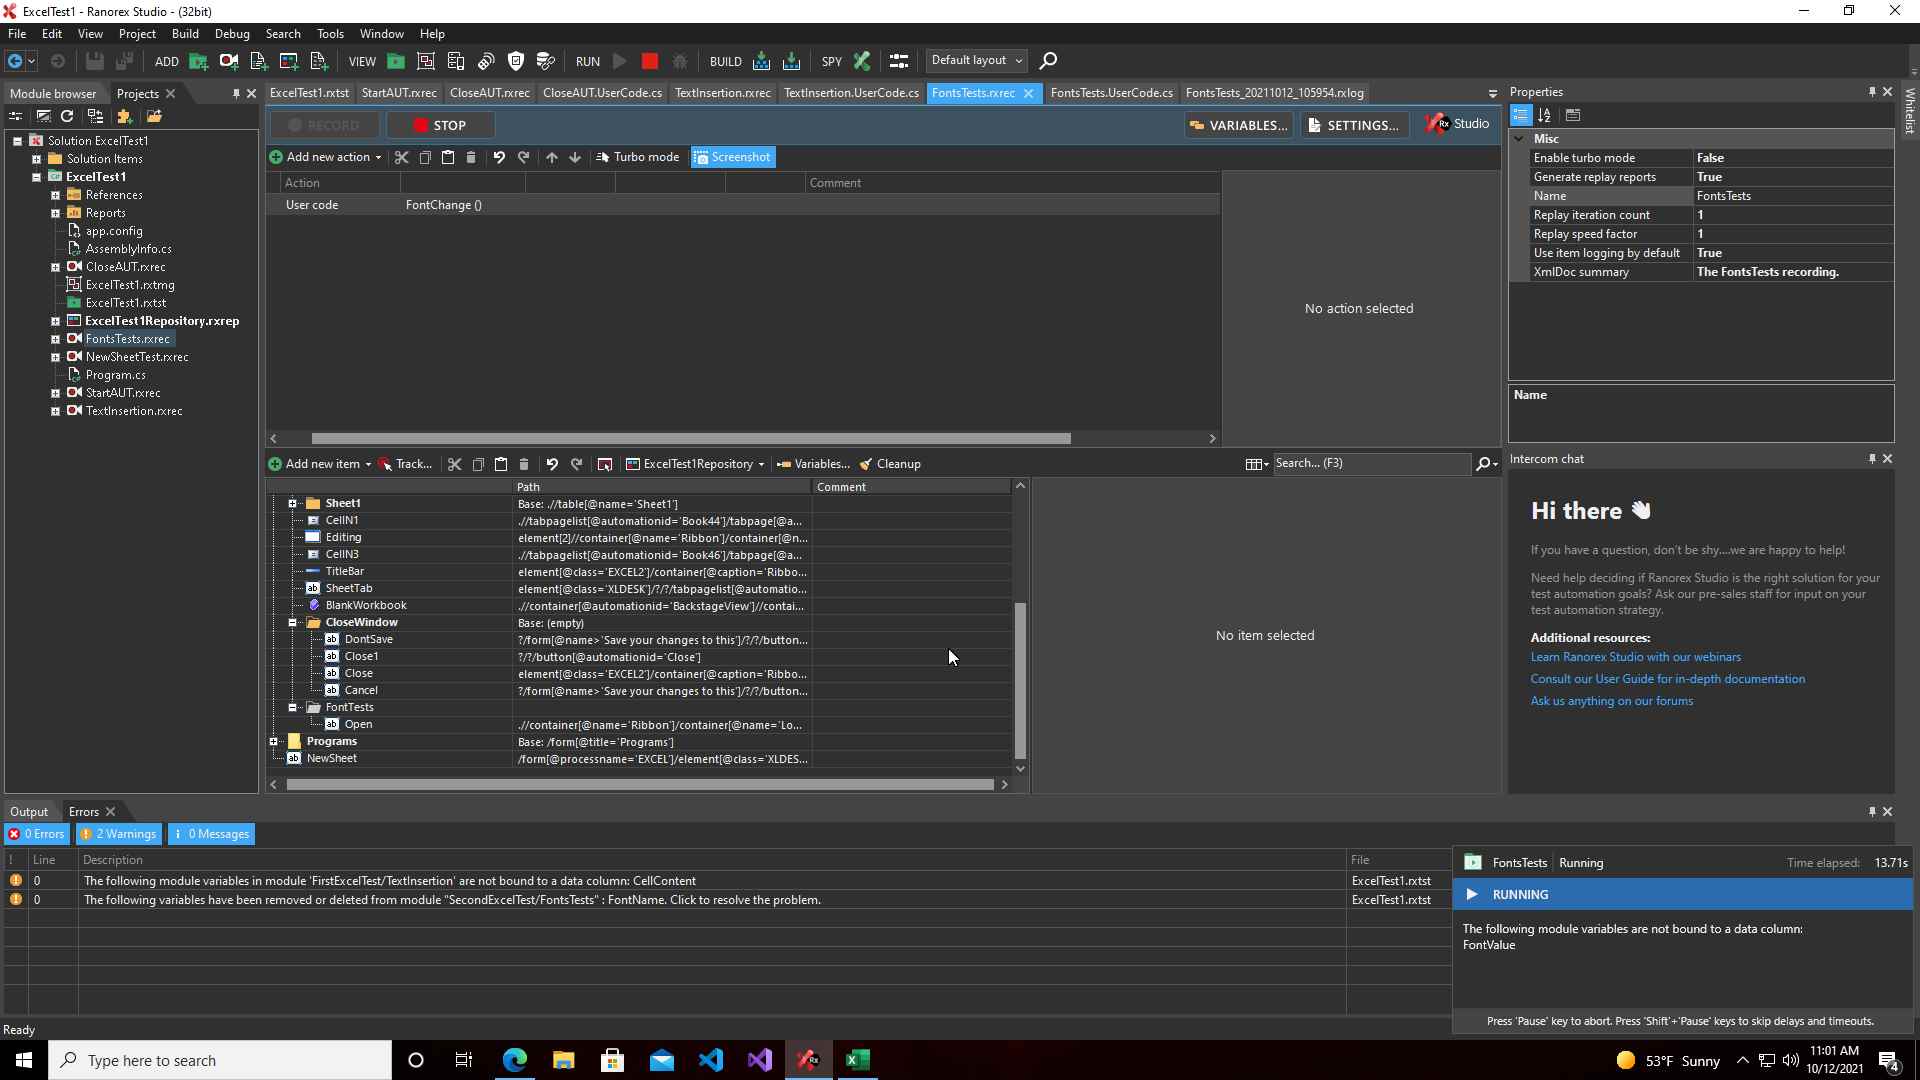 ExcelTest1 - Ranorex Studio - (32bit)
File Edit View Project Build Debug Search Tools Window Help
ADD VIEW RUN BUILD SPY Default layout
Module browser Projects
ExcelTest1.rxtst StartAUT.rxrec CloseAUT.rxrec CloseAUT.UserCode.cs TextInsertion.rxrec TextInsertion.UserCode.cs FontsTests.rxrec FontsTests.UserCode.cs FontsTests_20211012_105954.rxlog
Solution ExcelTest1
Solution Items
ExcelTest1
References
Reports
app.config
AssemblyInfo.cs
CloseAUT.rxrec
ExcelTest1.rxtmg
ExcelTest1.rxtst
ExcelTest1Repository.rxrep
FontsTests.rxrec
NewSheetTest.rxrec
Program.cs
StartAUT.rxrec
TextInsertion.rxrec
RECORD STOP VARIABLES... SETTINGS... Rx Studio
Add new action Turbo mode Screenshot
Action Comment
User code FontChange ()
No action selected
Add new item Track... ExcelTest1Repository Variables... Cleanup Search... (F3)
Path Comment
Sheet1 Base: .//table[@name='Sheet1']
CellN1 .//tabpagelist[@automationid='Book44']/tabpage[@a...
Editing element[2]//container[@name='Ribbon']/container[@n...
CellN3 .//tabpagelist[@automationid='Book46']/tabpage[@a...
TitleBar element[@class='EXCEL2']/container[@caption='Ribbo...
SheetTab element[@class='XLDESK']/?/?/tabpagelist[@automatio...
BlankWorkbook .//container[@automationid='BackstageView']//contai...
CloseWindow Base: (empty)
DontSave ?/form[@name>'Save your changes to this']/?/?/button...
Close1 ?/?/button[@automationid='Close']
Close element[@class='EXCEL2']/container[@caption='Ribbo...
Cancel ?/form[@name>'Save your changes to this']/?/?/button...
FontTests
Open .//container[@name='Ribbon']/container[@name='Lo...
Programs Base: /form[@title='Programs']
NewSheet /form[@processname='EXCEL']/element[@class='XLDES...
No item selected
Properties
Misc
Enable turbo mode False
Generate replay reports True
Name FontsTests
Replay iteration count 1
Replay speed factor 1
Use item logging by default True
XmlDoc summary The FontsTests recording.
Name
Whitelist
Intercom chat
Hi there
If you have a question, don't be shy....we are happy to help!
Need help deciding if Ranorex Studio is the right solution for your
test automation goals? Ask our pre-sales staff for input on your
test automation strategy.
Additional resources:
Learn Ranorex Studio with our webinars
Consult our User Guide for in-depth documentation
Ask us anything on our forums
Output Errors
0 Errors 2 Warnings 0 Messages
! Line Description File
0 The following module variables in module 'FirstExcelTest/TextInsertion' are not bound to a data column: CellContent ExcelTest1.rxtst
0 The following variables have been removed or deleted from module "SecondExcelTest/FontsTests" : FontName. Click to resolve the problem. ExcelTest1.rxtst
FontsTests Running Time elapsed: 13.71s
RUNNING
The following module variables are not bound to a data column:
FontValue
Press 'Pause' key to abort. Press 'Shift'+'Pause' keys to skip delays and timeouts.
Ready
Type here to search
53°F Sunny
11:01 AM
10/12/2021
4